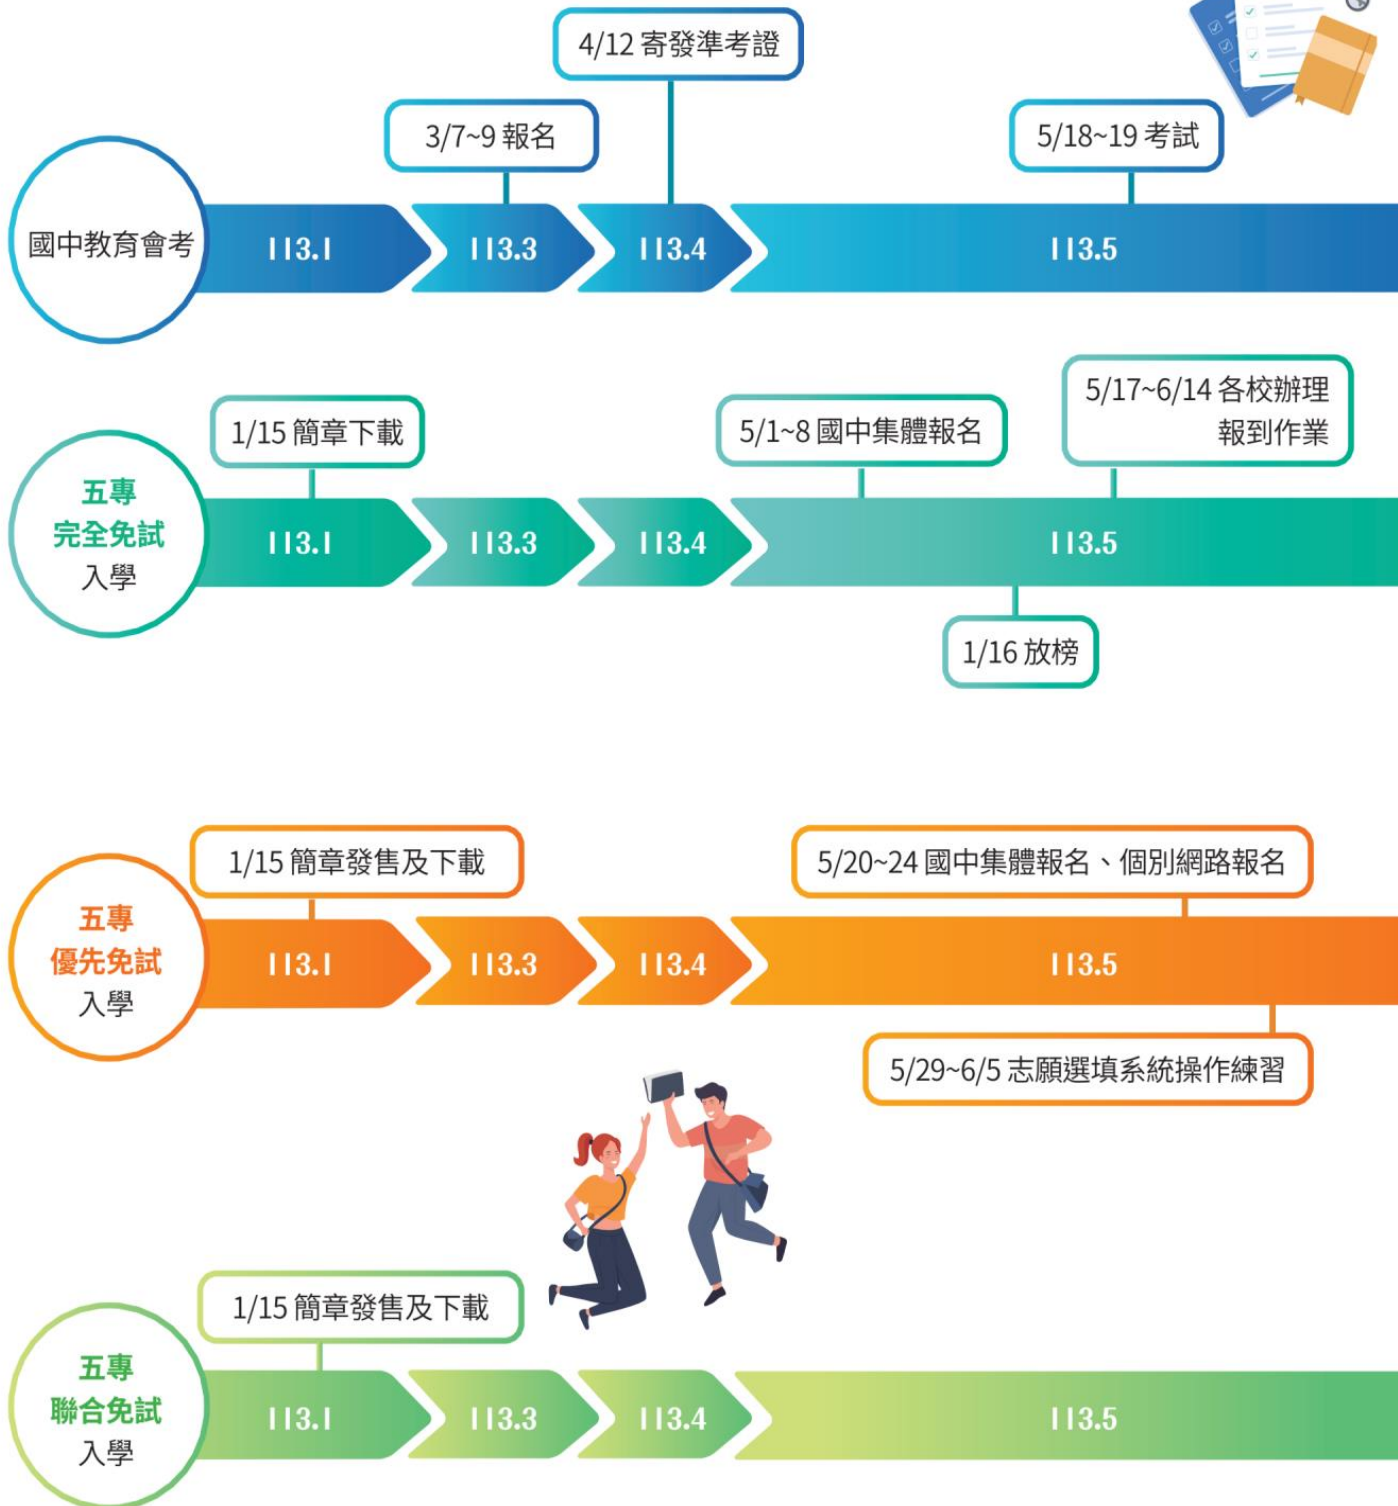 4/12 寄發準考證
3/7~9 報名
5/18~19 考試
國中教育會考
113.1
113.3
113.4
113.5
1/15 簡章下載
5/1~8 國中集體報名
5/17~6/14 各校辦理
報到作業
五專
完全免試
入學
113.1
113.3
113.4
113.5
1/16 放榜
1/15 簡章發售及下載
5/20~24 國中集體報名、個別網路報名
五專
優先免試
入學
113.1
113.3
113.4
113.5
5/29~6/5 志願選填系統操作練習
1/15 簡章發售及下載
五專
聯合免試
入學
113.1
113.3
113.4
113.5